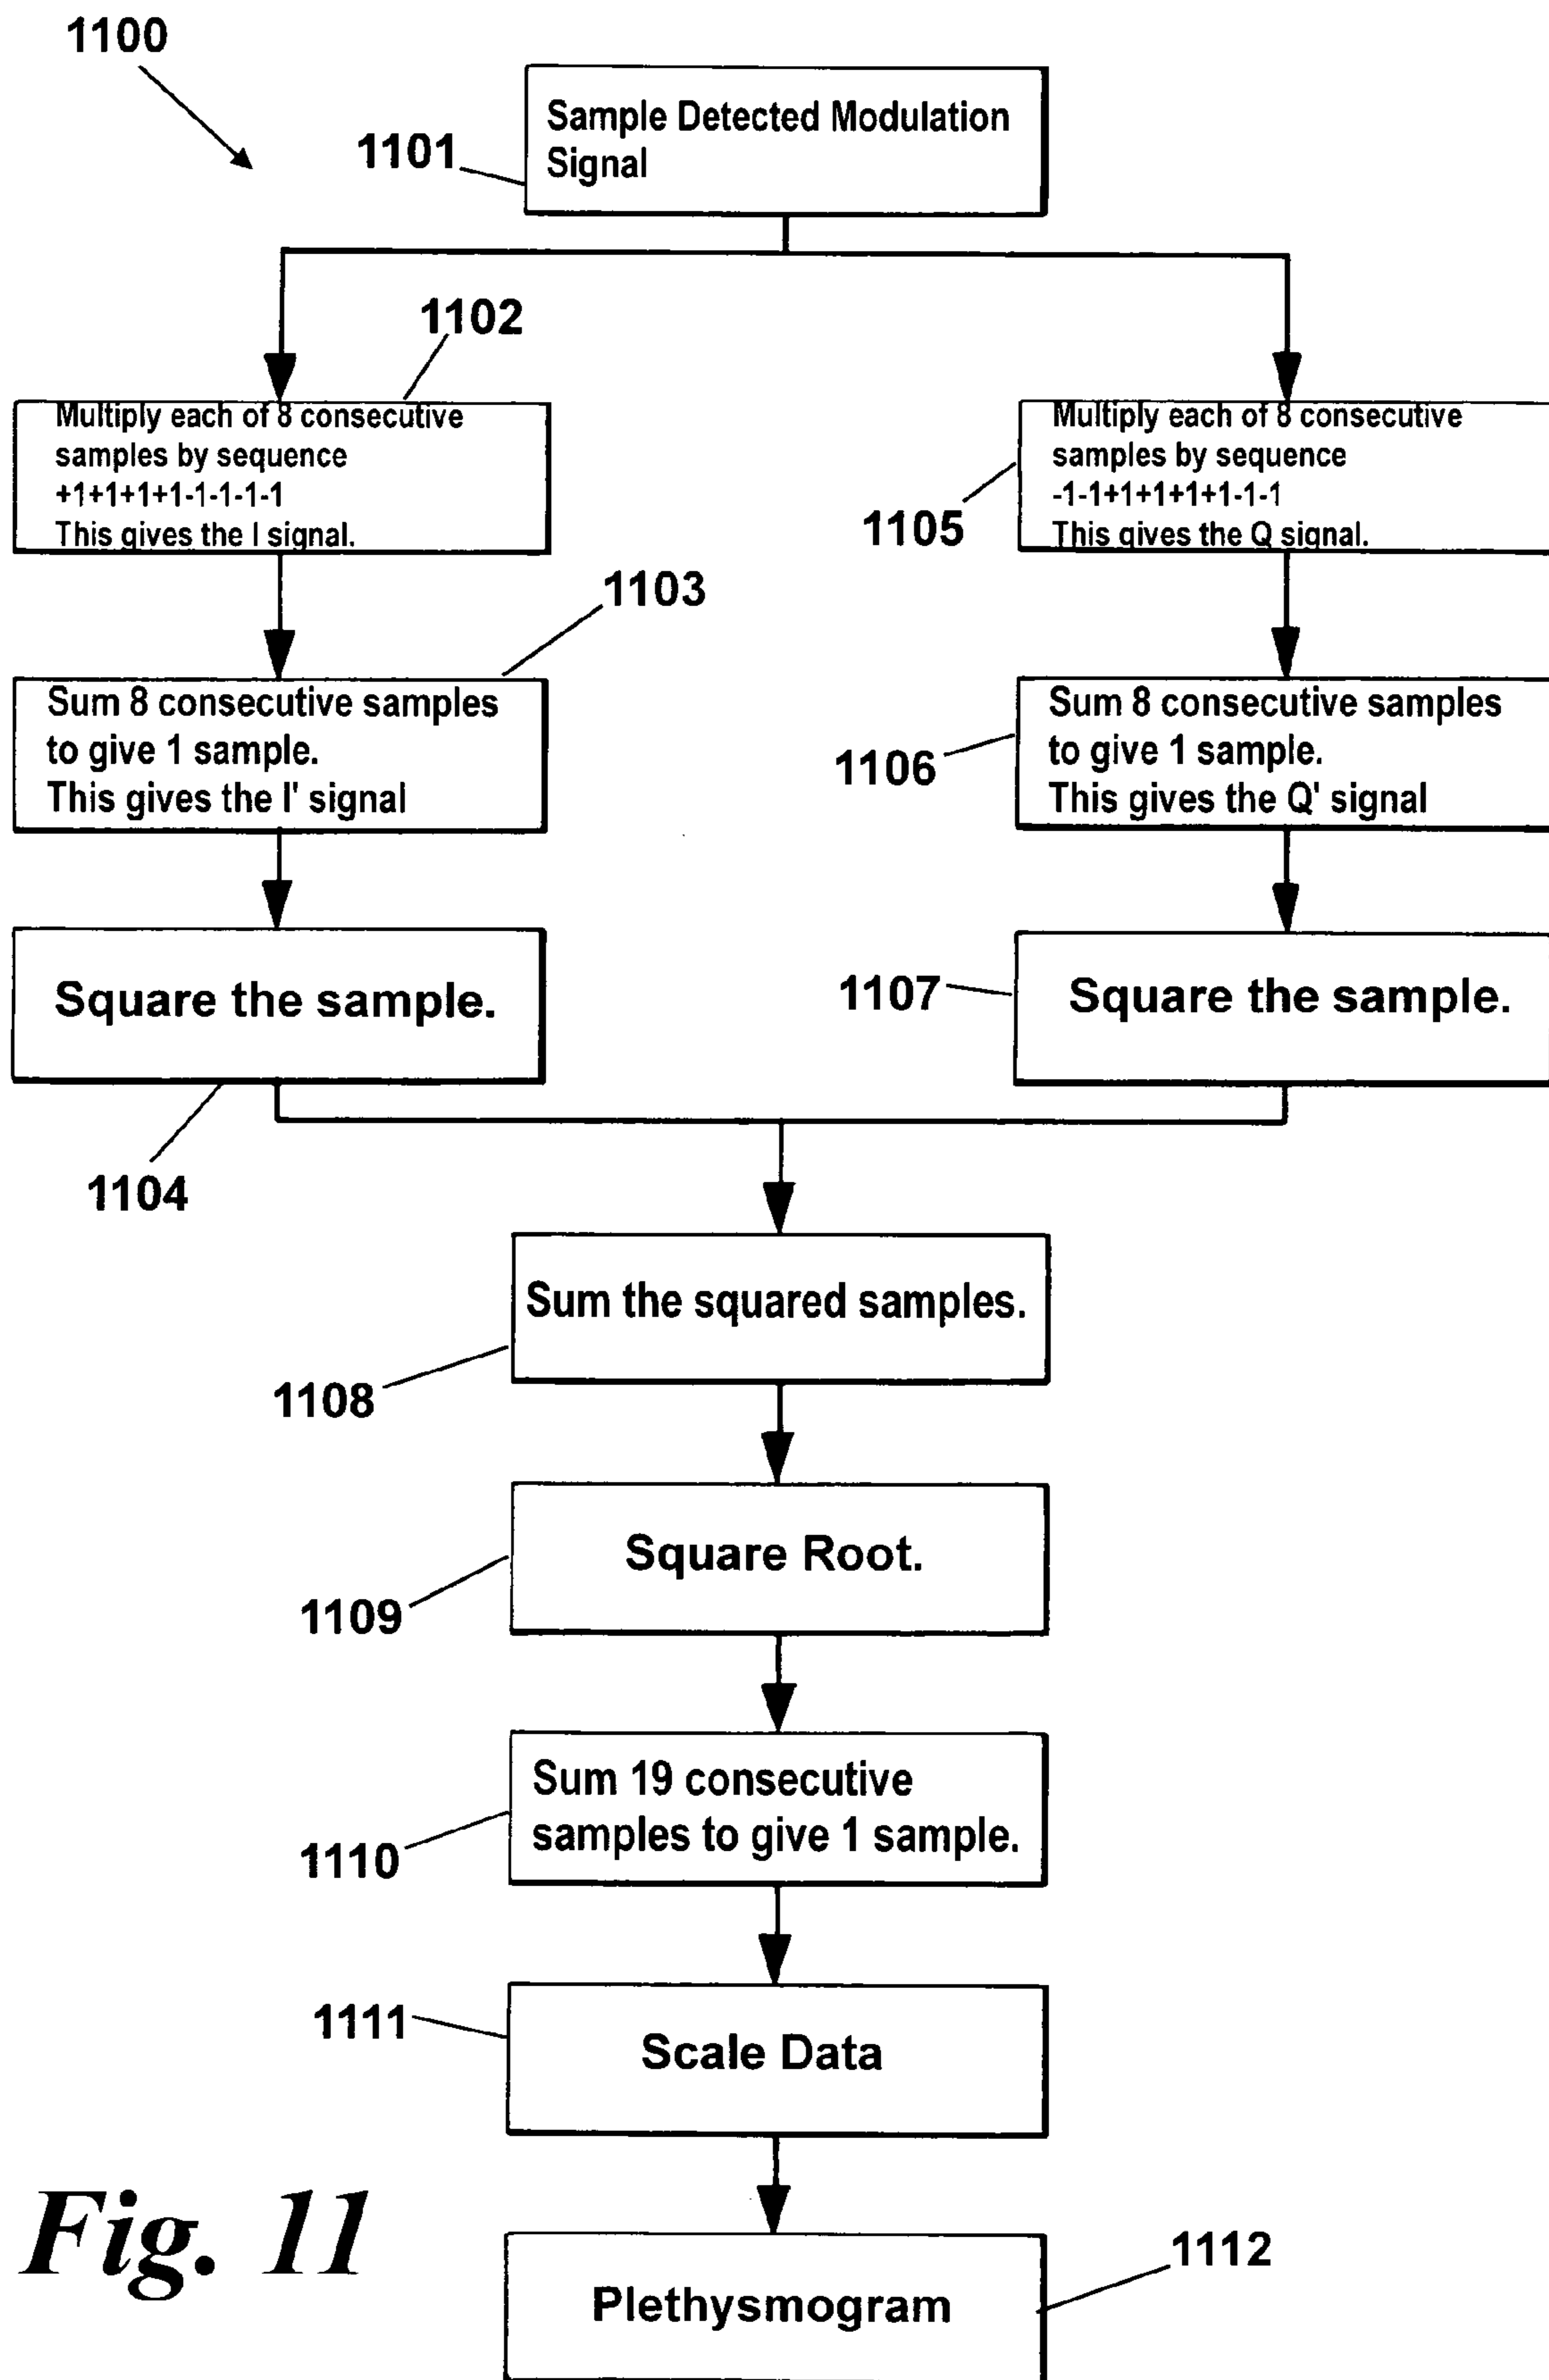 1100
Sample Detected Modulation
Signal
1101
1102
Multiply each of 8 consecutive
samples by sequence
+1+1+1+1-1-1-1-1
This gives the I signal.
Multiply each of 8 consecutive
samples by sequence
-1-1+1+1+1+1-1-1
This gives the Q signal.
1105
1103
Sum 8 consecutive samples
to give 1 sample.
This gives the I' signal
Sum 8 consecutive samples
to give 1 sample.
This gives the Q' signal
1106
Square the sample.
1107
Square the sample.
1104
Sum the squared samples.
1108
Square Root.
1109
Sum 19 consecutive
samples to give 1 sample.
1110
1111
Scale Data
Fig. 11
1112
Plethysmogram